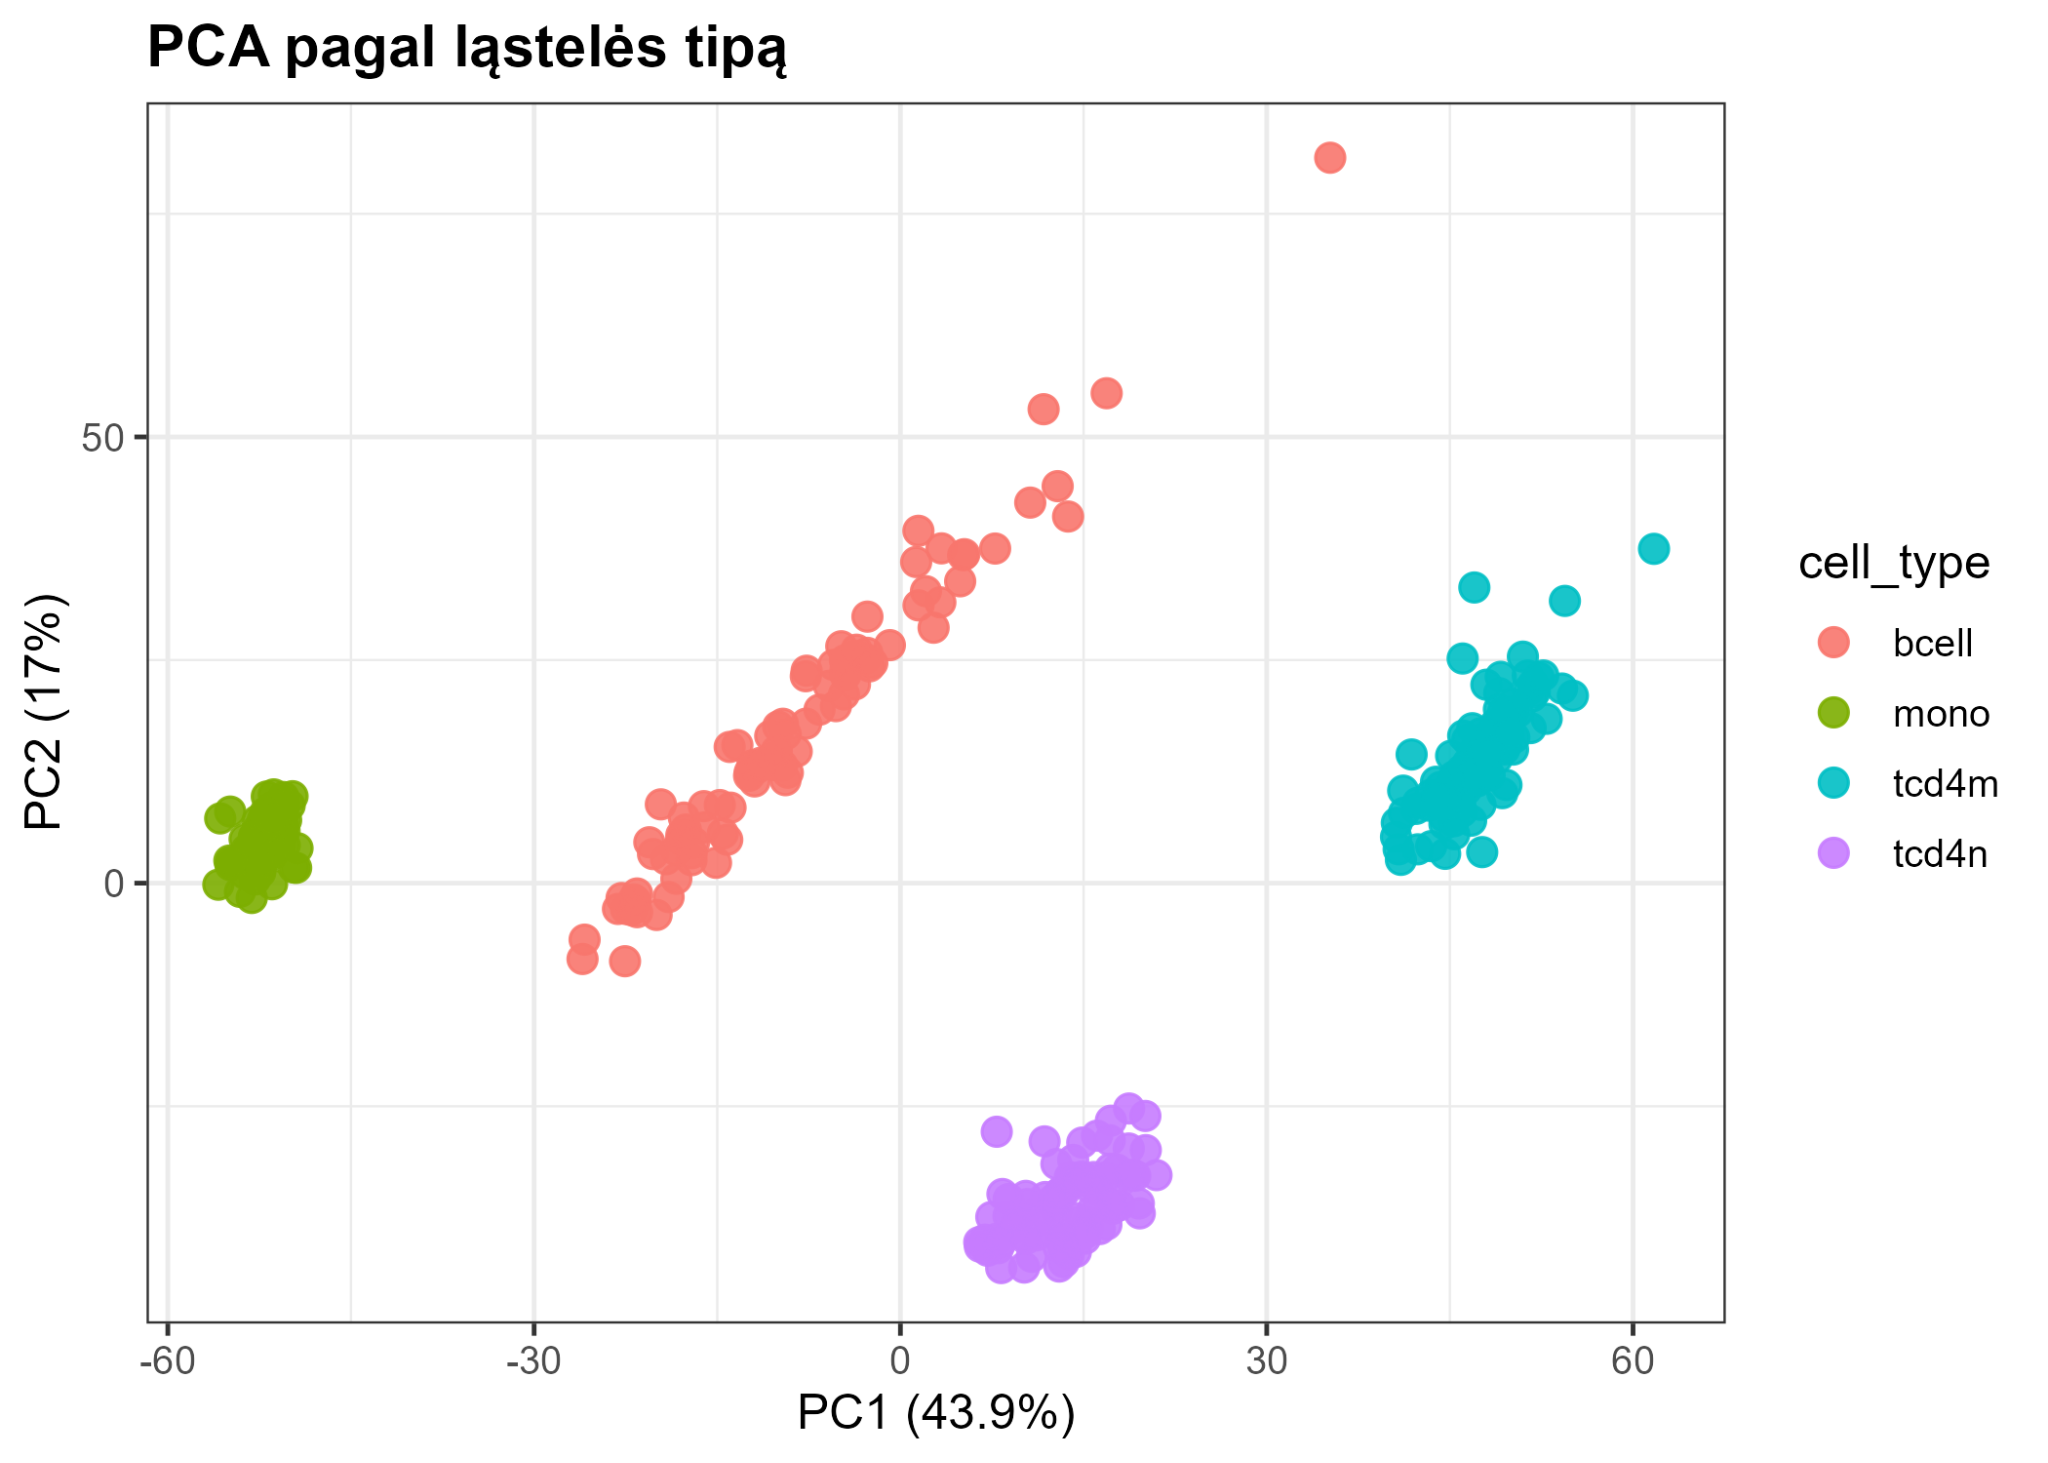 PCA pagal ląstelės tipą
50
0
PC2 (17%)
-60
-30
0
30
60
PC1 (43.9%)
cell_type
bcell
mono
tcd4m
tcd4n